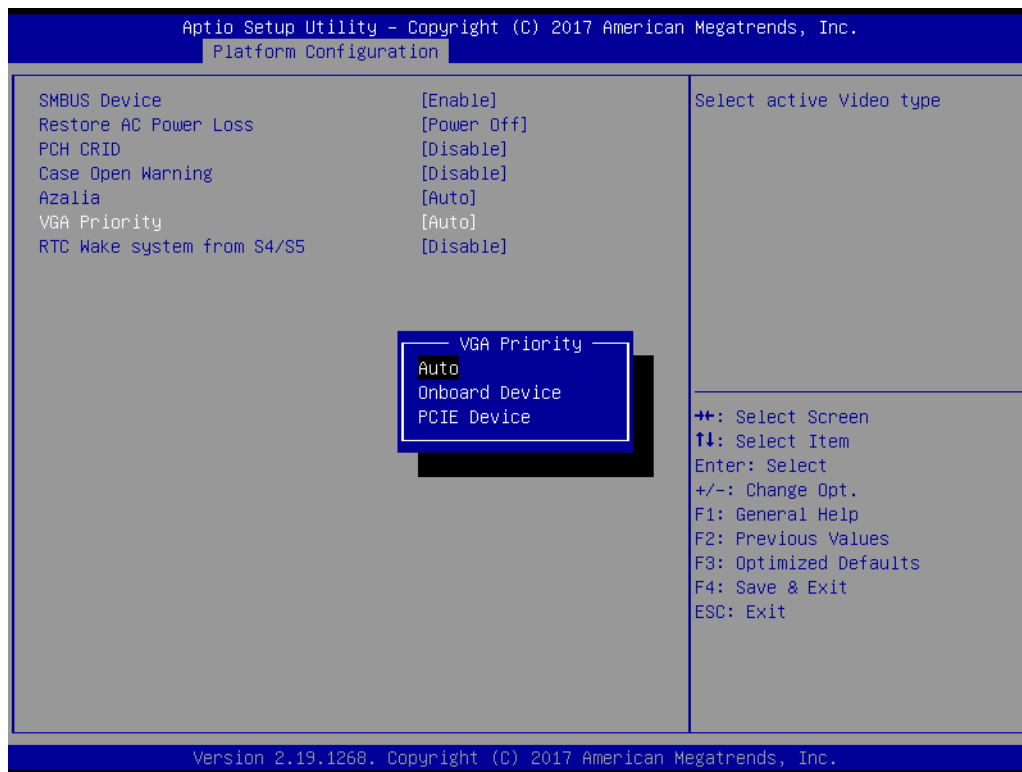 Aptio Setup Utility – Copyright (C) 2017 American Megatrends, Inc.
Platform Configuration
SMBUS Device [Enable]
Restore AC Power Loss [Power Off]
PCH CRID [Disable]
Case Open Warning [Disable]
Azalia [Auto]
VGA Priority [Auto]
RTC Wake system from S4/S5 [Disable]
VGA Priority
Auto
Onboard Device
PCIE Device
Select active Video type
→←: Select Screen
↑↓: Select Item
Enter: Select
+/-: Change Opt.
F1: General Help
F2: Previous Values
F3: Optimized Defaults
F4: Save & Exit
ESC: Exit
Version 2.19.1268. Copyright (C) 2017 American Megatrends, Inc.